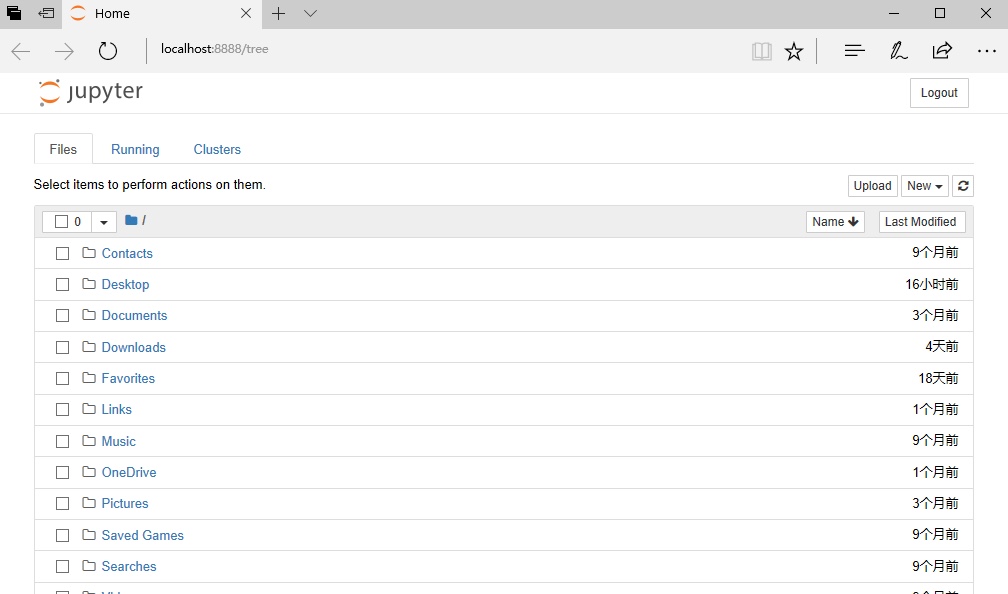 Home
localhost:8888/tree
jupyter
Logout
Files Running Clusters
Select items to perform actions on them.
Upload New
0 / Name Last Modified
Contacts 9个月前
Desktop 16小时前
Documents 3个月前
Downloads 4天前
Favorites 18天前
Links 1个月前
Music 9个月前
OneDrive 1个月前
Pictures 3个月前
Saved Games 9个月前
Searches 9个月前